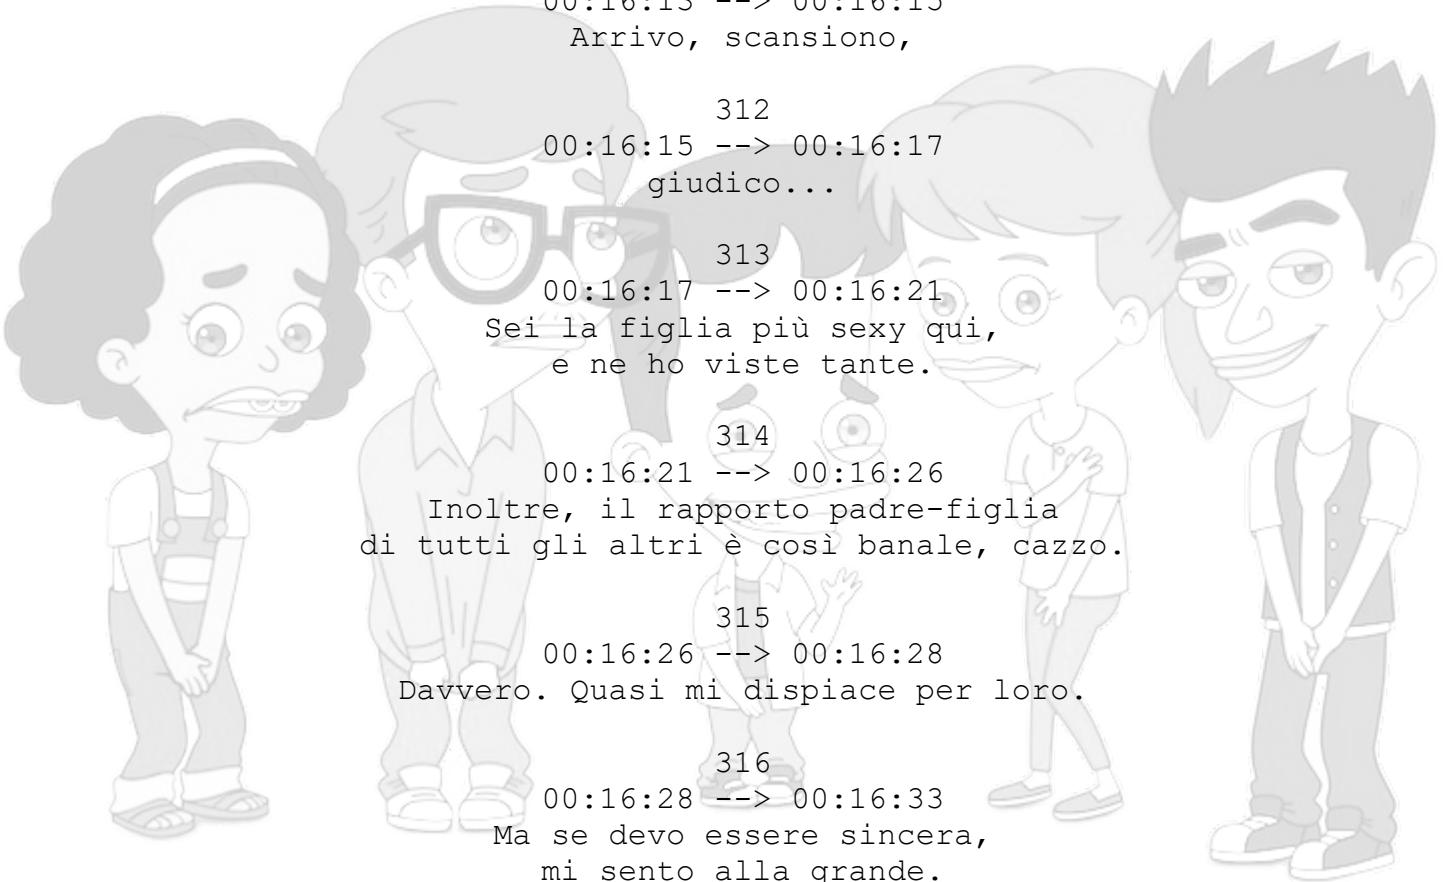 00:16:13 --> 00:16:15
Arrivo, scansiono,
312
00:16:15 --> 00:16:17
giudico...
313
00:16:17 --> 00:16:21
Sei la figlia più sexy qui,
e ne ho viste tante.
314
00:16:21 --> 00:16:26
Inoltre, il rapporto padre-figlia
di tutti gli altri è così banale, cazzo.
315
00:16:26 --> 00:16:28
Davvero. Quasi mi dispiace per loro.
316
00:16:28 --> 00:16:33
Ma se devo essere sincera,
mi sento alla grande.